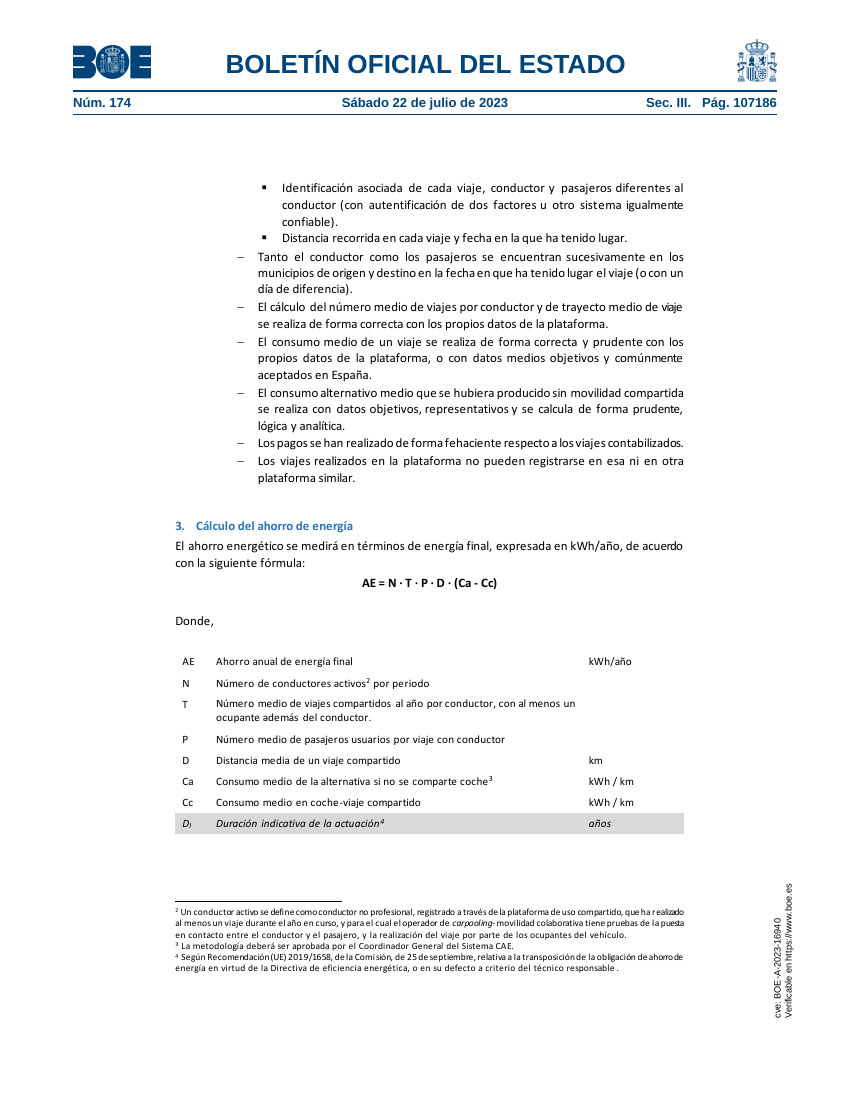 BOE
BOLETÍN OFICIAL DEL ESTADO
Núm. 174 Sábado 22 de julio de 2023 Sec. III. Pág. 107186
▪ Identificación asociada de cada viaje, conductor y pasajeros diferentes al
conductor (con autentificación de dos factores u otro sistema igualmente
confiable).
▪ Distancia recorrida en cada viaje y fecha en la que ha tenido lugar.
– Tanto el conductor como los pasajeros se encuentran sucesivamente en los
municipios de origen y destino en la fecha en que ha tenido lugar el viaje (o con un
día de diferencia).
– El cálculo del número medio de viajes por conductor y de trayecto medio de viaje
se realiza de forma correcta con los propios datos de la plataforma.
– El consumo medio de un viaje se realiza de forma correcta y prudente con los
propios datos de la plataforma, o con datos medios objetivos y comúnmente
aceptados en España.
– El consumo alternativo medio que se hubiera producido sin movilidad compartida
se realiza con datos objetivos, representativos y se calcula de forma prudente,
lógica y analítica.
– Los pagos se han realizado de forma fehaciente respecto a los viajes contabilizados.
– Los viajes realizados en la plataforma no pueden registrarse en esa ni en otra
plataforma similar.
3. Cálculo del ahorro de energía
El ahorro energético se medirá en términos de energía final, expresada en kWh/año, de acuerdo
con la siguiente fórmula:
AE = N · T · P · D · (Ca - Cc)
Donde,
AE Ahorro anual de energía final kWh/año
N Número de conductores activos² por periodo
T Número medio de viajes compartidos al año por conductor, con al menos un
ocupante además del conductor.
P Número medio de pasajeros usuarios por viaje con conductor
D Distancia media de un viaje compartido km
Ca Consumo medio de la alternativa si no se comparte coche³ kWh / km
Cc Consumo medio en coche-viaje compartido kWh / km
Dᵢ Duración indicativa de la actuación⁴ años
² Un conductor activo se define como conductor no profesional, registrado a través de la plataforma de uso compartido, que ha realizado
al menos un viaje durante el año en curso, y para el cual el operador de carpooling-movilidad colaborativa tiene pruebas de la puesta
en contacto entre el conductor y el pasajero, y la realización del viaje por parte de los ocupantes del vehículo.
³ La metodología deberá ser aprobada por el Coordinador General del Sistema CAE.
⁴ Según Recomendación (UE) 2019/1658, de la Comisión, de 25 de septiembre, relativa a la transposición de la obligación de ahorro de
energía en virtud de la Directiva de eficiencia energética, o en su defecto a criterio del técnico responsable .
cve: BOE-A-2023-16940
Verificable en https://www.boe.es